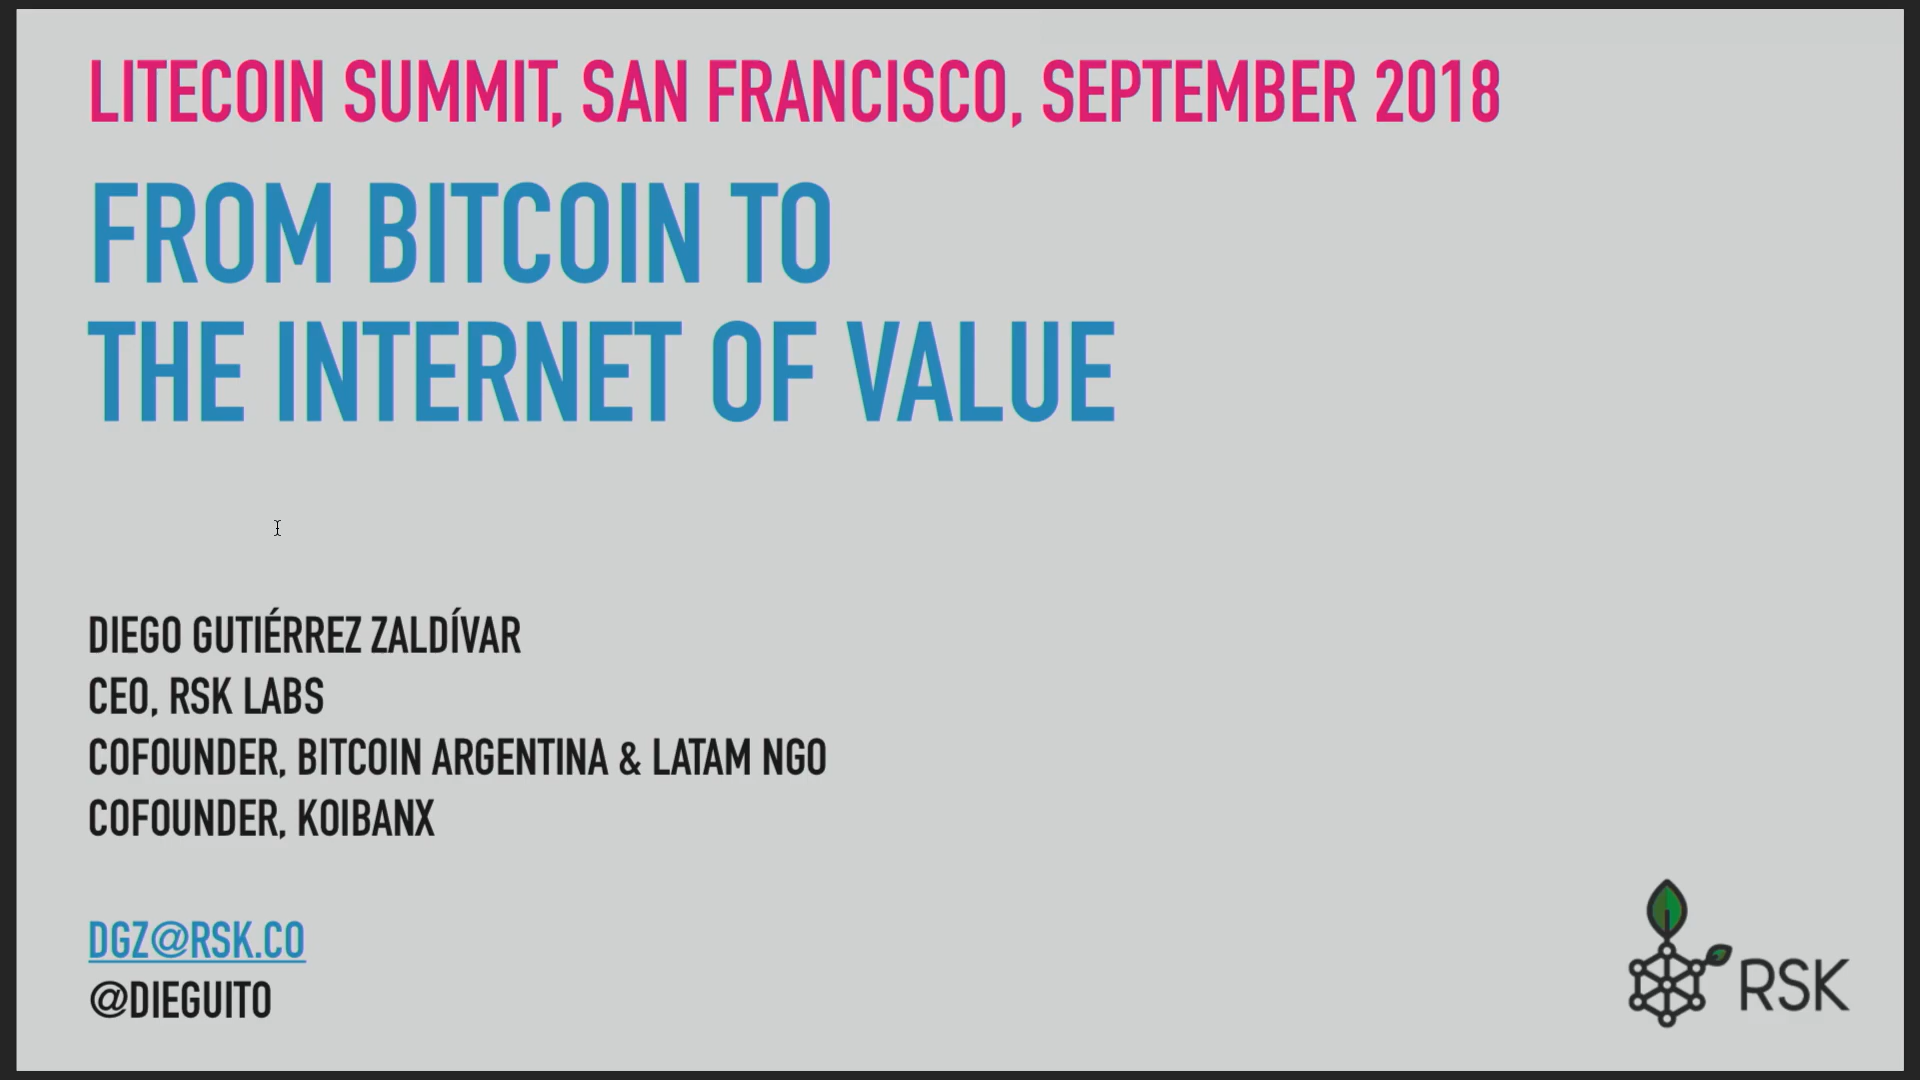 LITECOIN SUMMIT, SAN FRANCISCO, SEPTEMBER 2018
FROM BITCOIN TO
THE INTERNET OF VALUE
DIEGO GUTIÉRREZ ZALDÍVAR
CEO, RSK LABS
COFOUNDER, BITCOIN ARGENTINA & LATAM NGO
COFOUNDER, KOIBANX
DGZ@RSK.CO
@DIEGUITO
RSK